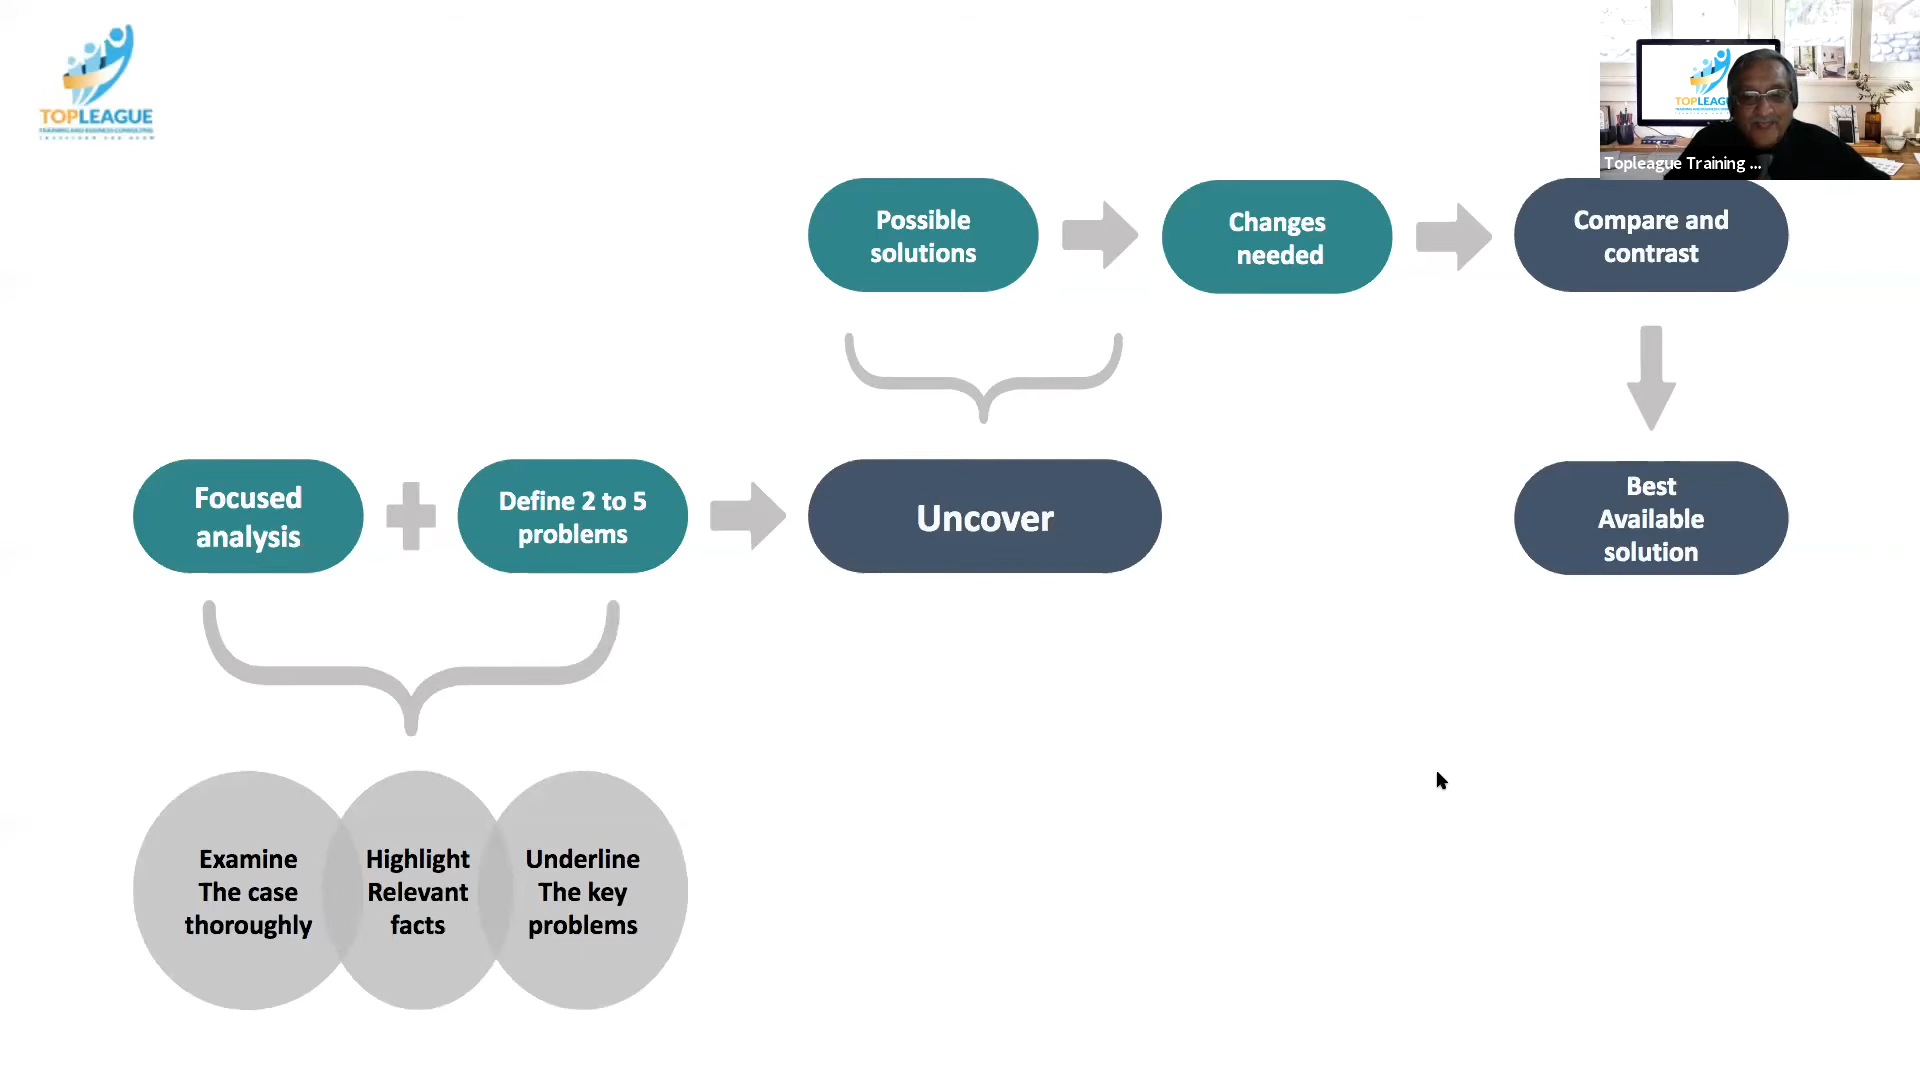 TOPLEAGUE
TRAINING AND BUSINESS CONSULTING
TOPLEAGU
Topleague Training ...
Possible
solutions
Changes
needed
Compare and
contrast
Focused
analysis
Define 2 to 5
problems
Uncover
Best
Available
solution
Examine
The case
thoroughly
Highlight
Relevant
facts
Underline
The key
problems